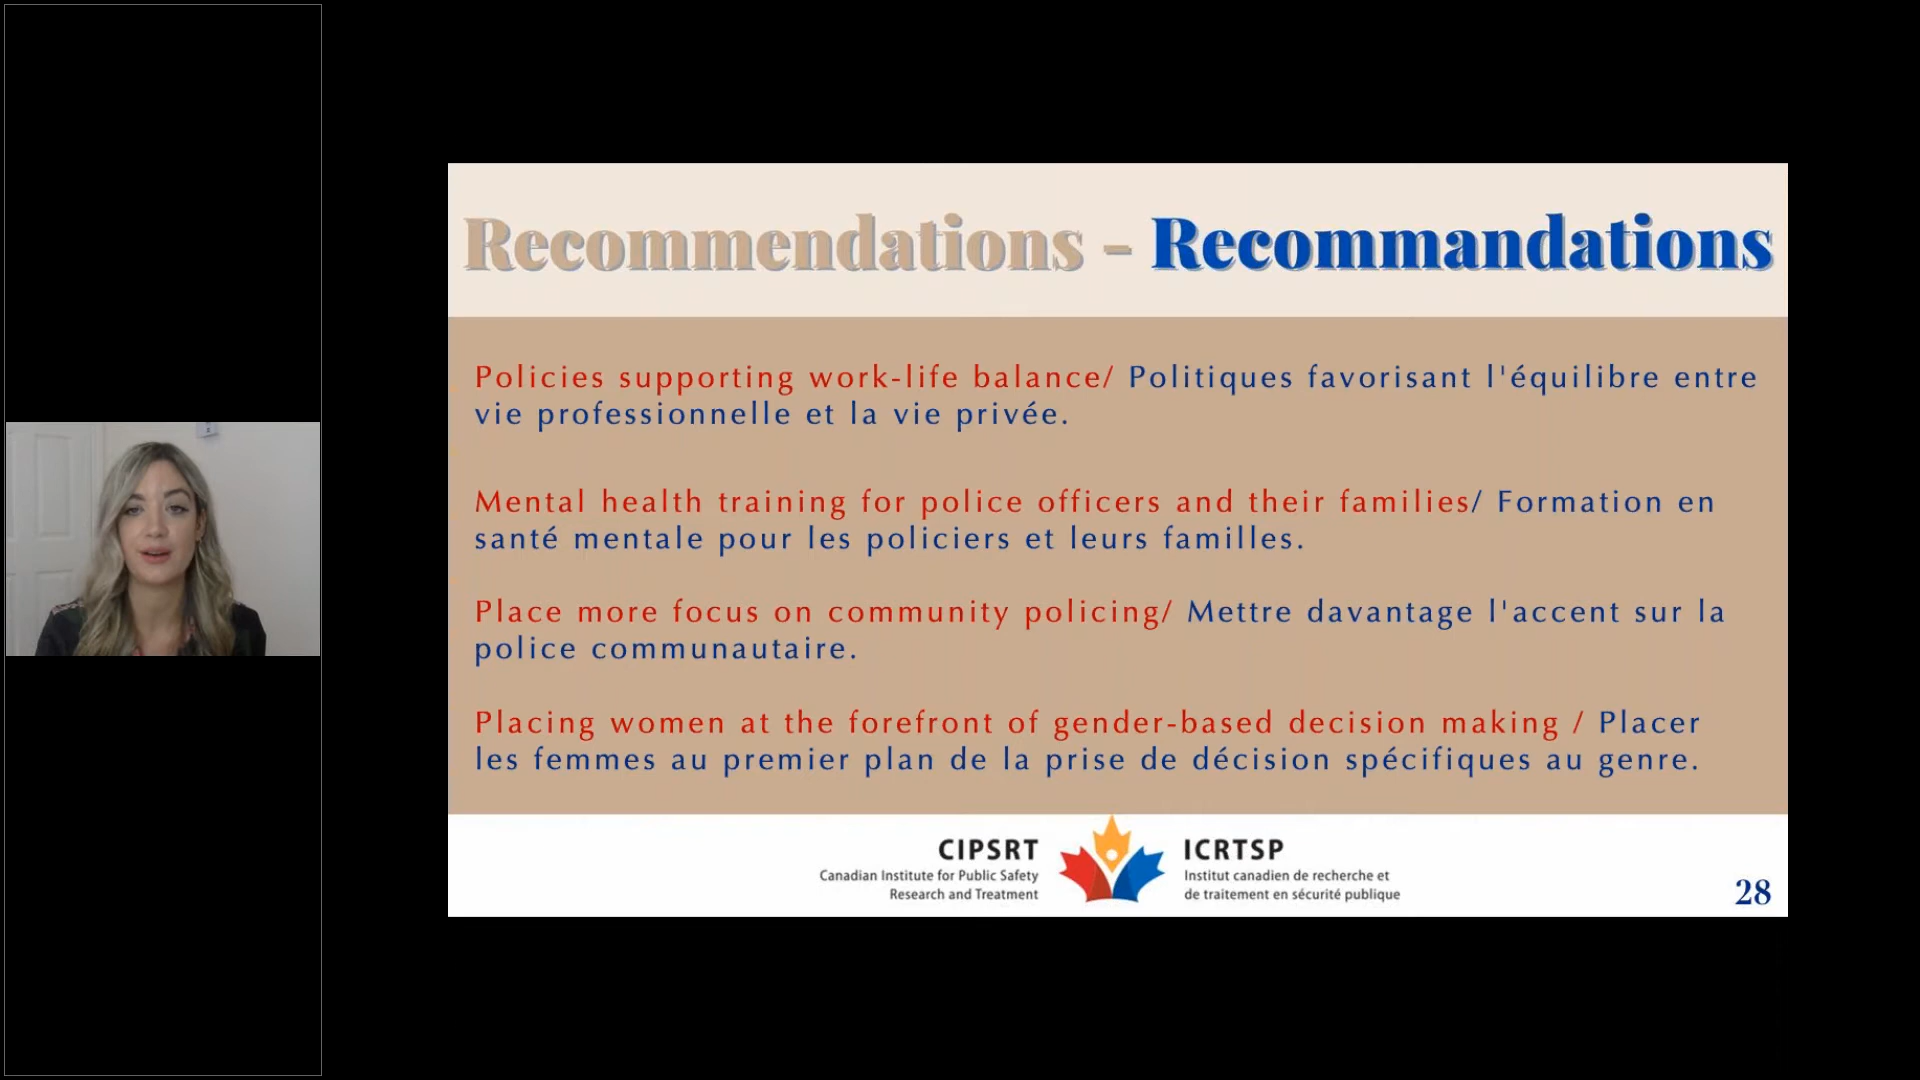 Recommendations - Recommandations
Policies supporting work-life balance/ Politiques favorisant l'équilibre entre
vie professionnelle et la vie privée.
Mental health training for police officers and their families/ Formation en
santé mentale pour les policiers et leurs familles.
Place more focus on community policing/ Mettre davantage l'accent sur la
police communautaire.
Placing women at the forefront of gender-based decision making / Placer
les femmes au premier plan de la prise de décision spécifiques au genre.
CIPSRT
Canadian Institute for Public Safety
Research and Treatment
ICRTSP
Institut canadien de recherche et
de traitement en sécurité publique
28